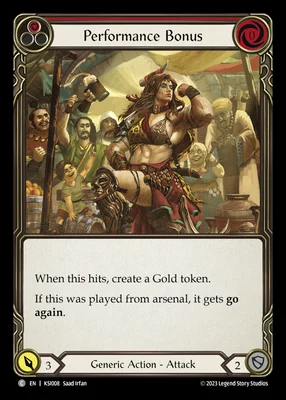 Performance Bonus
When this hits, create a Gold token.
If this was played from arsenal, it gets go
again.
3 Generic Action - Attack 2
C EN | KSI008 Saad Irfan © 2023 Legend Story Studios